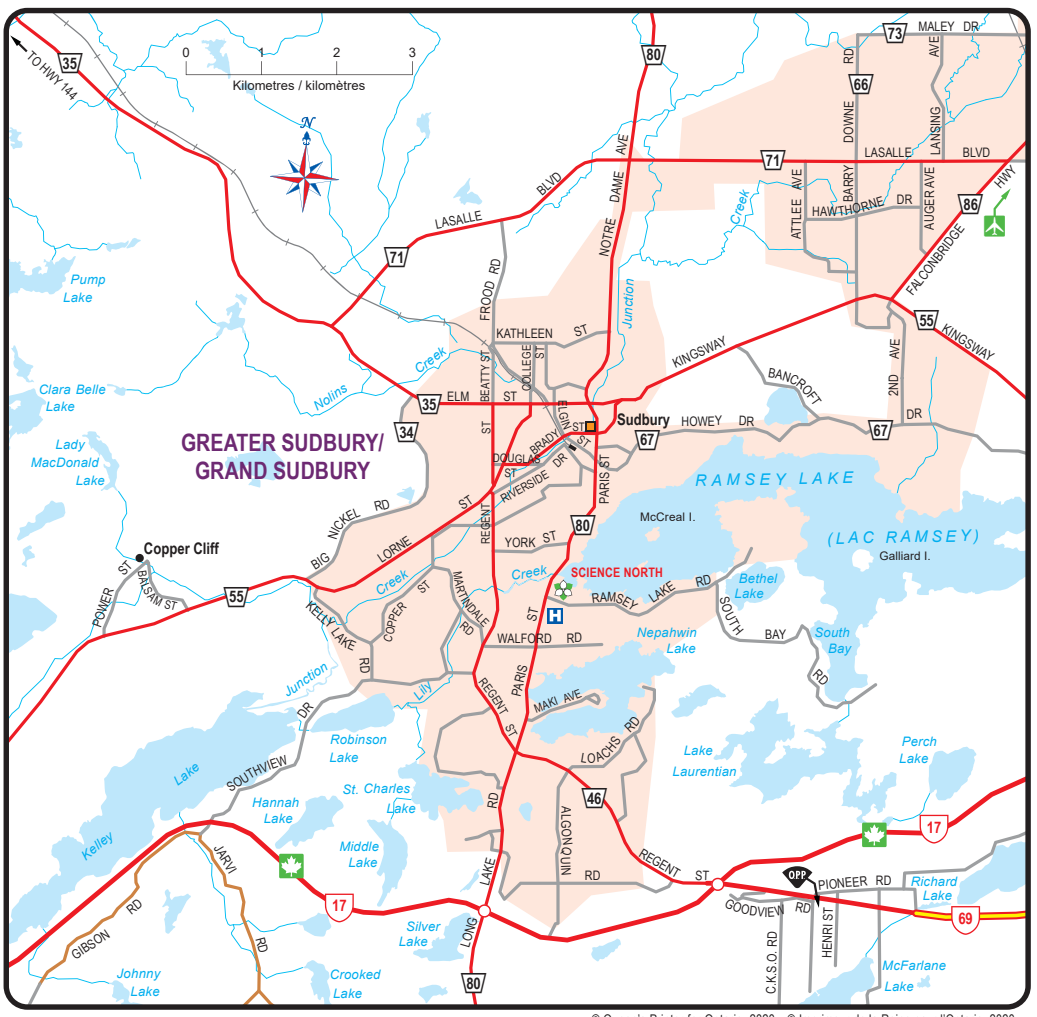 73
MALEY DR
35
TO HWY 144
0 1 2 3
Kilometres / kilomètres
80
RD
AVE
66
DOWNE
LANSING
N
NOTRE DAME AVE
71
LASALLE BLVD
LASALLE BLVD
71
HWY
86
FALCONBRIDGE
ATTLEE AVE
BARRY
HAWTHORNE DR
AUGER AVE
Creek
Junction
FROOD RD
Pump
Lake
55
KINGSWAY
KINGSWAY
KATHLEEN ST
COLLEGE ST
BEATTY ST
Nolins Creek
2ND AVE
BANCROFT
DR
Clara Belle
Lake
35
ELM ST
34
ST
ELGIN
ST
ST
Sudbury
67
HOWEY DR
67
Lady
MacDonald
Lake
GREATER SUDBURY/
GRAND SUDBURY
BRADY
DOUGLAS
ST
RIVERSIDE DR
PARIS ST
RAMSEY LAKE
McCreal I.
(LAC RAMSEY)
Galliard I.
BIG NICKEL RD
LORNE ST
REGENT
80
YORK ST
Copper Cliff
POWER ST
BALSAM ST
55
Creek
Creek
SCIENCE NORTH
H
RAMSEY LAKE RD
Bethel
Lake
KELLY LAKE RD
COPPER ST
MARTINDALE RD
WALFORD RD
PARIS ST
Nepahwin
Lake
SOUTH BAY RD
South
Bay
Junction
Lily
REGENT ST
MAKI AVE
LOACHS RD
SOUTHVIEW DR
Robinson
Lake
Lake
Laurentian
Perch
Lake
Kelley Lake
Hannah
Lake
St. Charles
Lake
Middle
Lake
46
ALGONQUIN
RD
REGENT ST
17
17
JARVI
RD
GIBSON RD
LONG LAKE RD
OPP
PIONEER RD
GOODVIEW RD
Richard
Lake
69
Silver
Lake
C.K.S.O. RD
HENRI ST
McFarlane
Lake
Johnny
Lake
Crooked
Lake
80